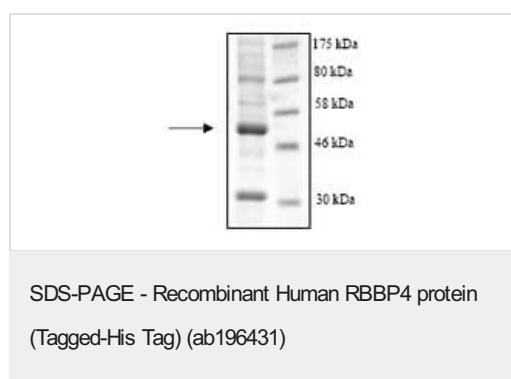 175 kDa
80 kDa
58 kDa
46 kDa
30 kDa
SDS-PAGE - Recombinant Human RBBP4 protein
(Tagged-His Tag) (ab196431)